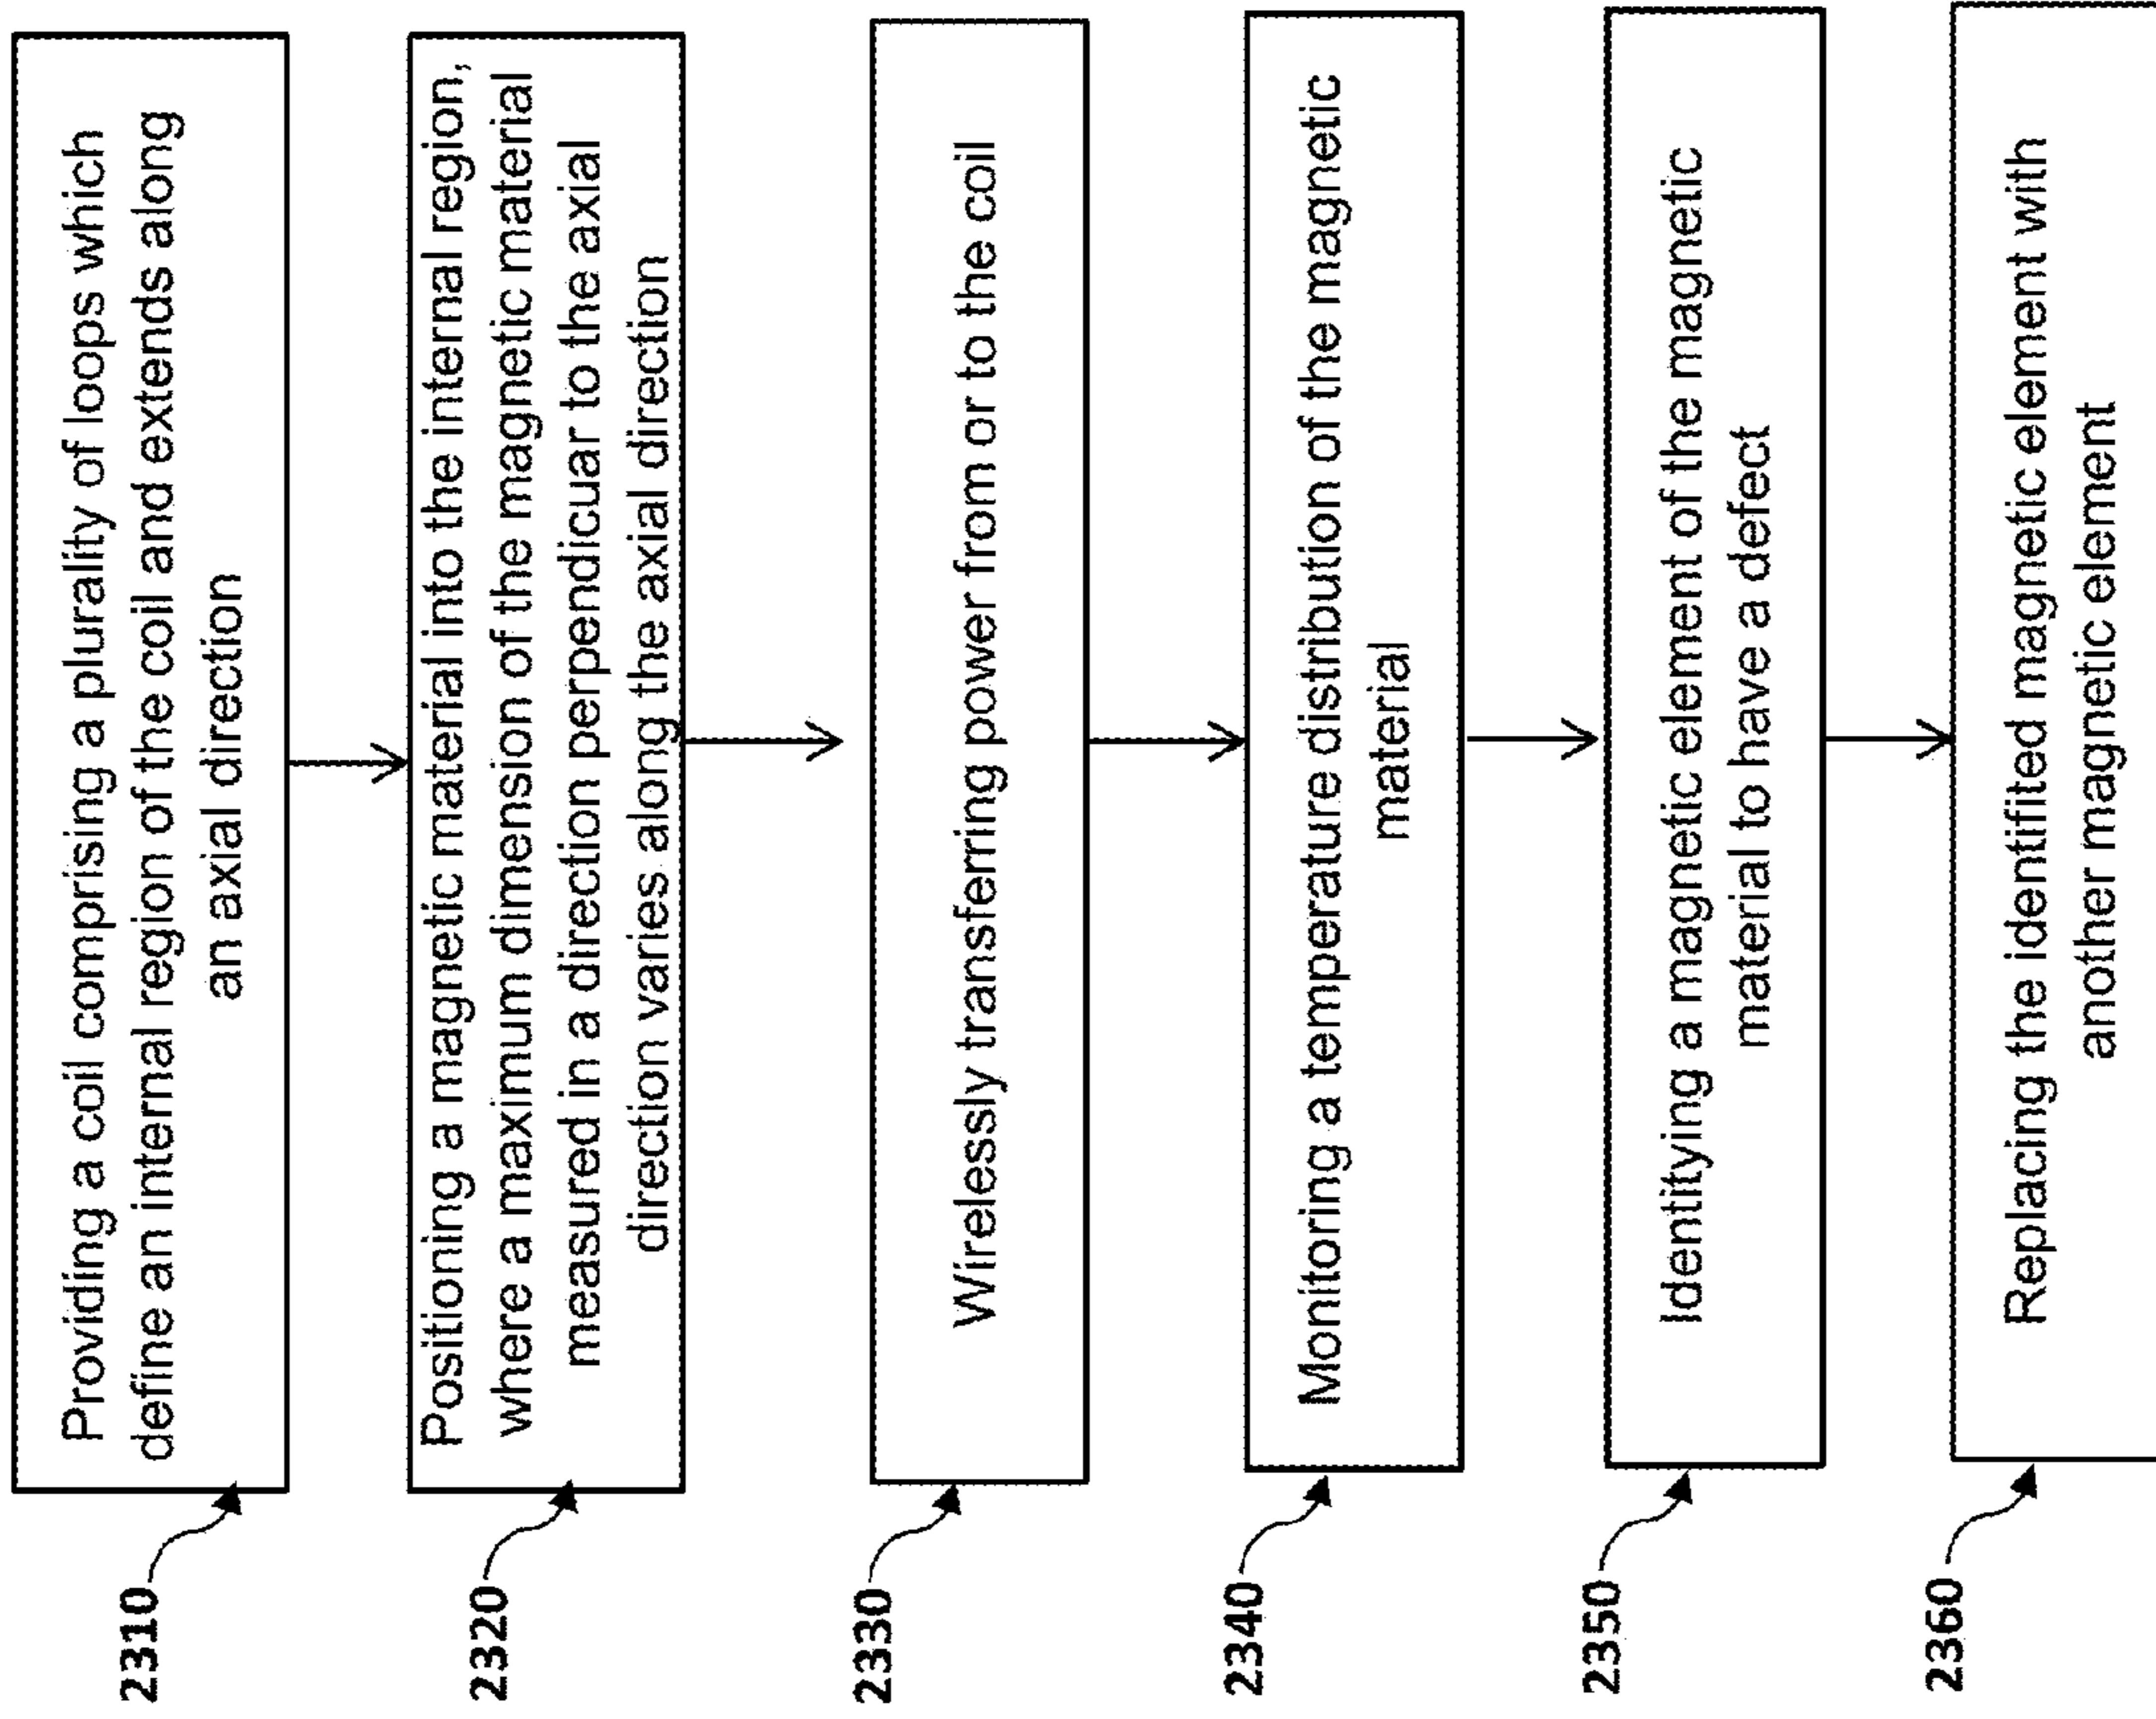 2310
Providing a coil comprising a plurality of loops which
define an internal region of the coil and extends along
an axial direction
2320
Positioning a magnetic material into the internal region,
where a maximum dimension of the magnetic material
measured in a direction perpendicuar to the axial
direction varies along the axial direction
2330
Wirelessly transferring power from or to the coil
2340
Monitoring a temperature distribution of the magnetic
material
2350
Identitying a magnetic element of the magnetic
material to have a defect
2360
Replacing the identifited magnetic element with
another magnetic element